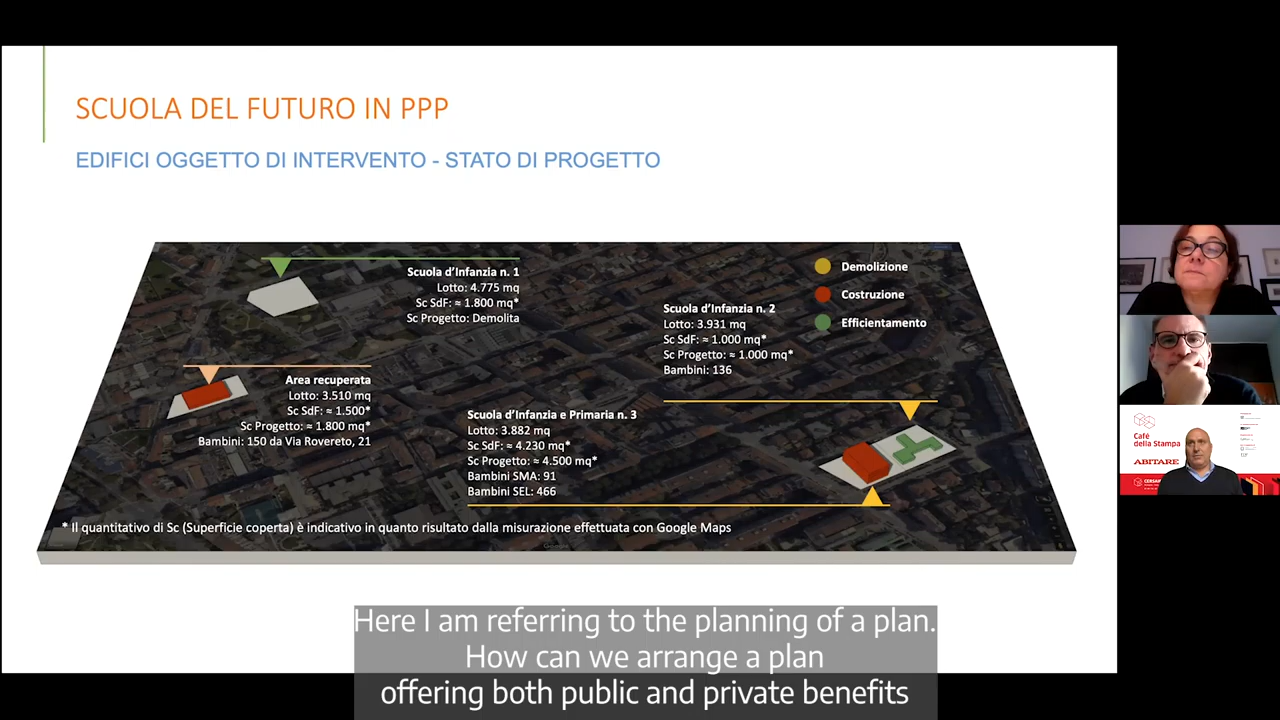 SCUOLA DEL FUTURO IN PPP
EDIFICI OGGETTO DI INTERVENTO - STATO DI PROGETTO
Scuola d'Infanzia n. 1
Lotto: 4.775 mq
Sc SdF: ≈ 1.800 mq*
Sc Progetto: Demolita
Demolizione
Costruzione
Efficientamento
Scuola d'Infanzia n. 2
Lotto: 3.931 mq
Sc SdF: ≈ 1.000 mq*
Sc Progetto: ≈ 1.000 mq*
Bambini: 136
Area recuperata
Lotto: 3.510 mq
Sc SdF: ≈ 1.500*
Sc Progetto: ≈ 1.800 mq*
Bambini: 150 da Via Rovereto, 21
Scuola d'Infanzia e Primaria n. 3
Lotto: 3.882 mq
Sc SdF: ≈ 4.230 mq*
Sc Progetto: ≈ 4.500 mq*
Bambini SMA: 91
Bambini SEL: 466
* Il quantitativo di Sc (Superficie coperta) è indicativo in quanto risultato dalla misurazione effettuata con Google Maps
Café
della Stampa
ABITARE
Here I am referring to the planning of a plan.
How can we arrange a plan
offering both public and private benefits